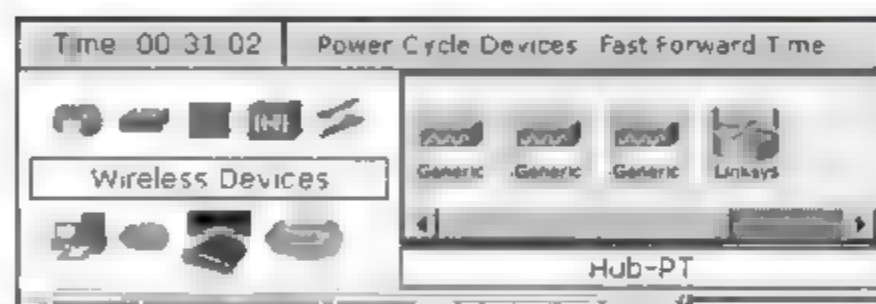 Time 00 31 02 Power Cycle Devices Fast Forward Time
Generic Generic Generic Linksys
Wireless Devices
Hub-PT